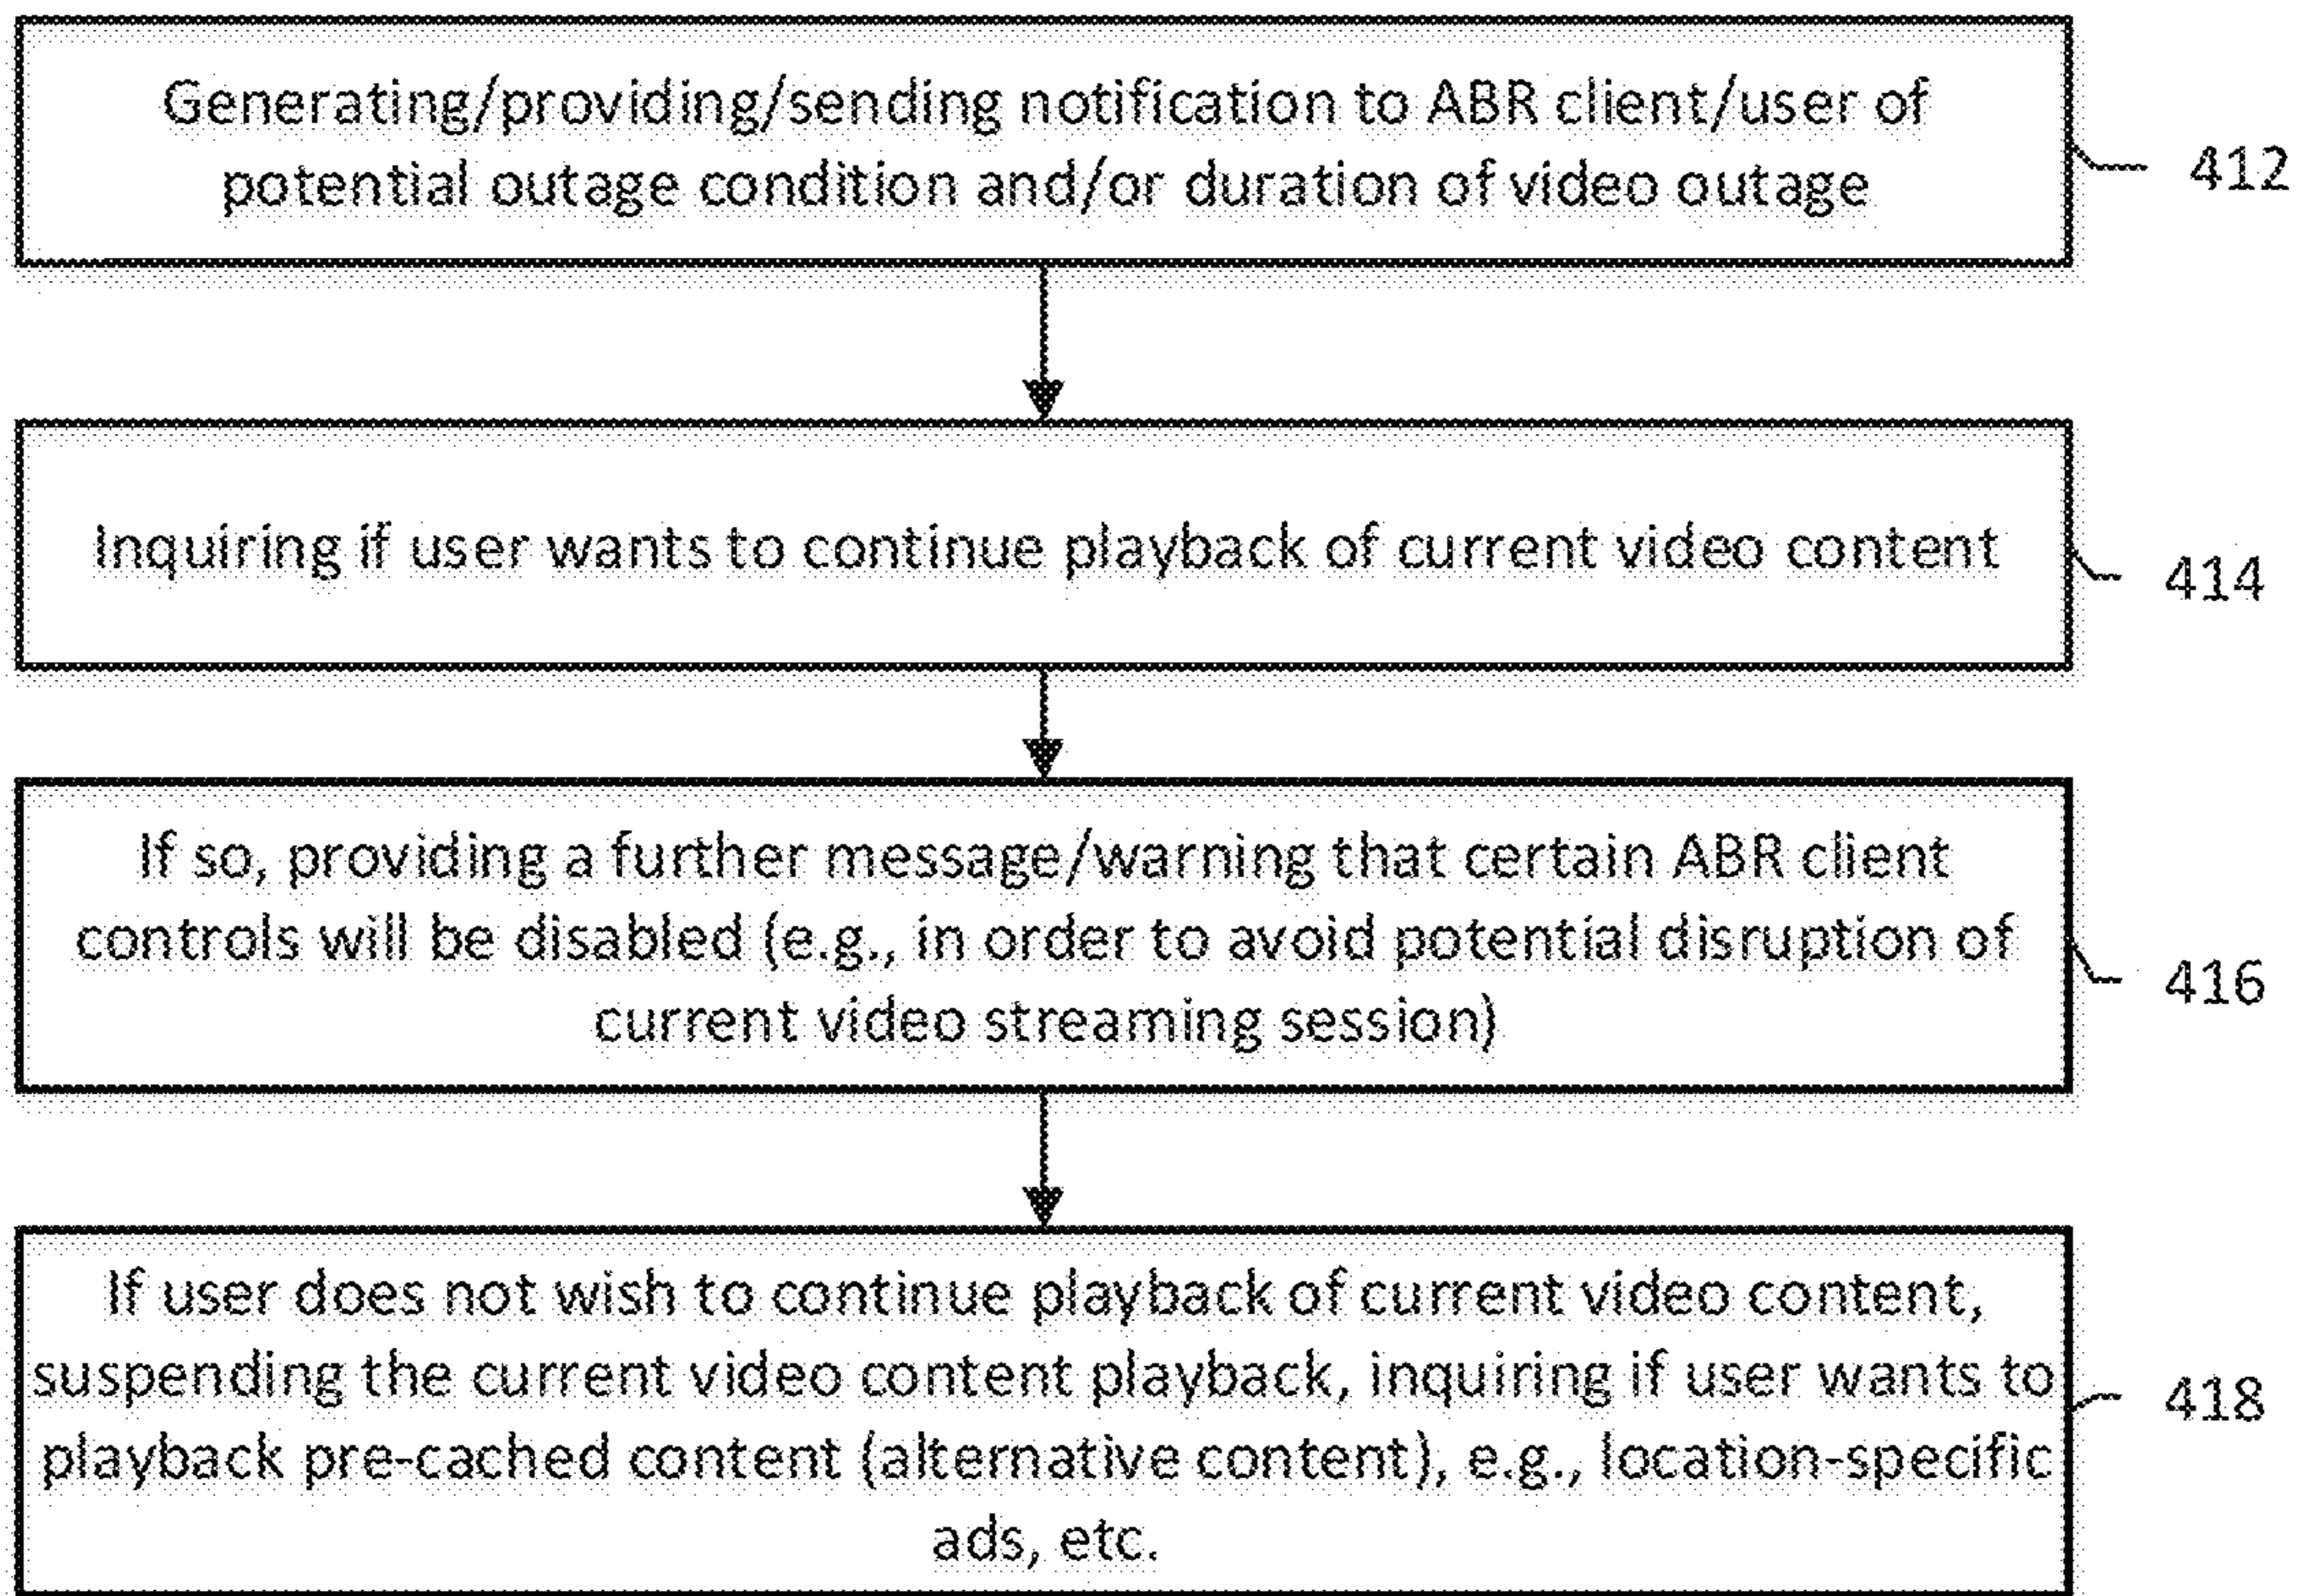 Generating/providing/sending notification to ABR client/user of
potential outage condition and/or duration of video outage
412
Inquiring if user wants to continue playback of current video content
414
If so, providing a further message/warning that certain ABR client
controls will be disabled (e.g., in order to avoid potential disruption of
current video streaming session)
416
If user does not wish to continue playback of current video content,
suspending the current video content playback, inquiring if user wants to
playback pre-cached content (alternative content), e.g., location-specific
ads, etc.
418